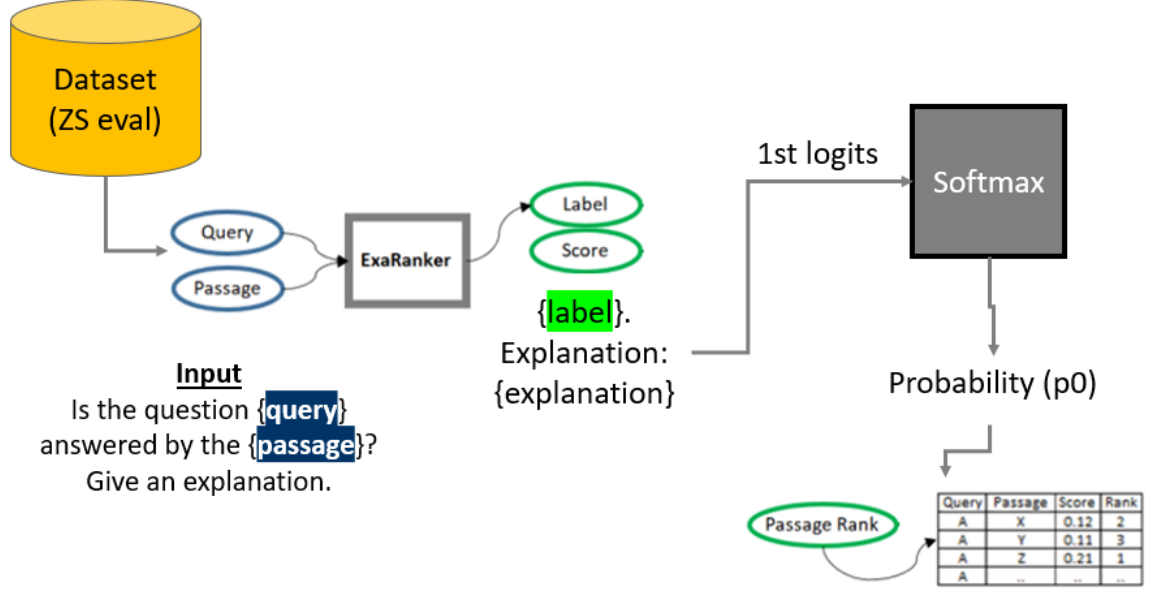 Dataset
(ZS eval)
Query
Passage
ExaRanker
Label
Score
{label}.
Explanation:
{explanation}
Input
Is the question {query}
answered by the {passage}?
Give an explanation.
1st logits
Softmax
Probability (p0)
Passage Rank
Query Passage Score Rank
A X 0.12 2
A Y 0.11 3
A Z 0.21 1
A .. .. ..